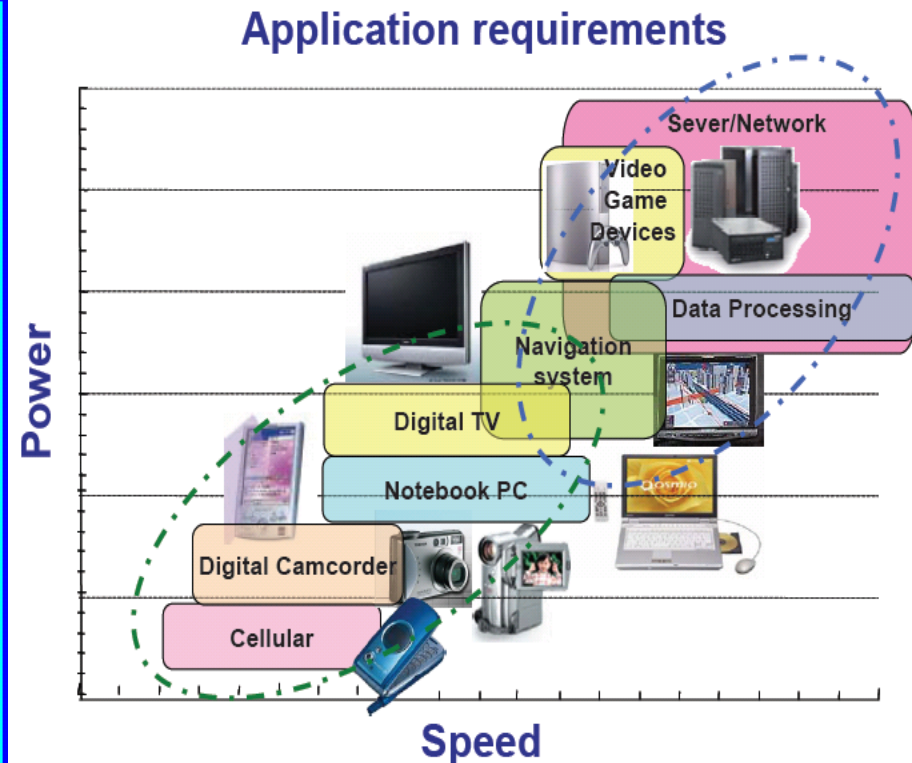 Application requirements
Sever/Network
Video
Game
Devices
Data Processing
Navigation
system
Digital TV
Notebook PC
Qosmio
Digital Camcorder
Cellular
Power
Speed